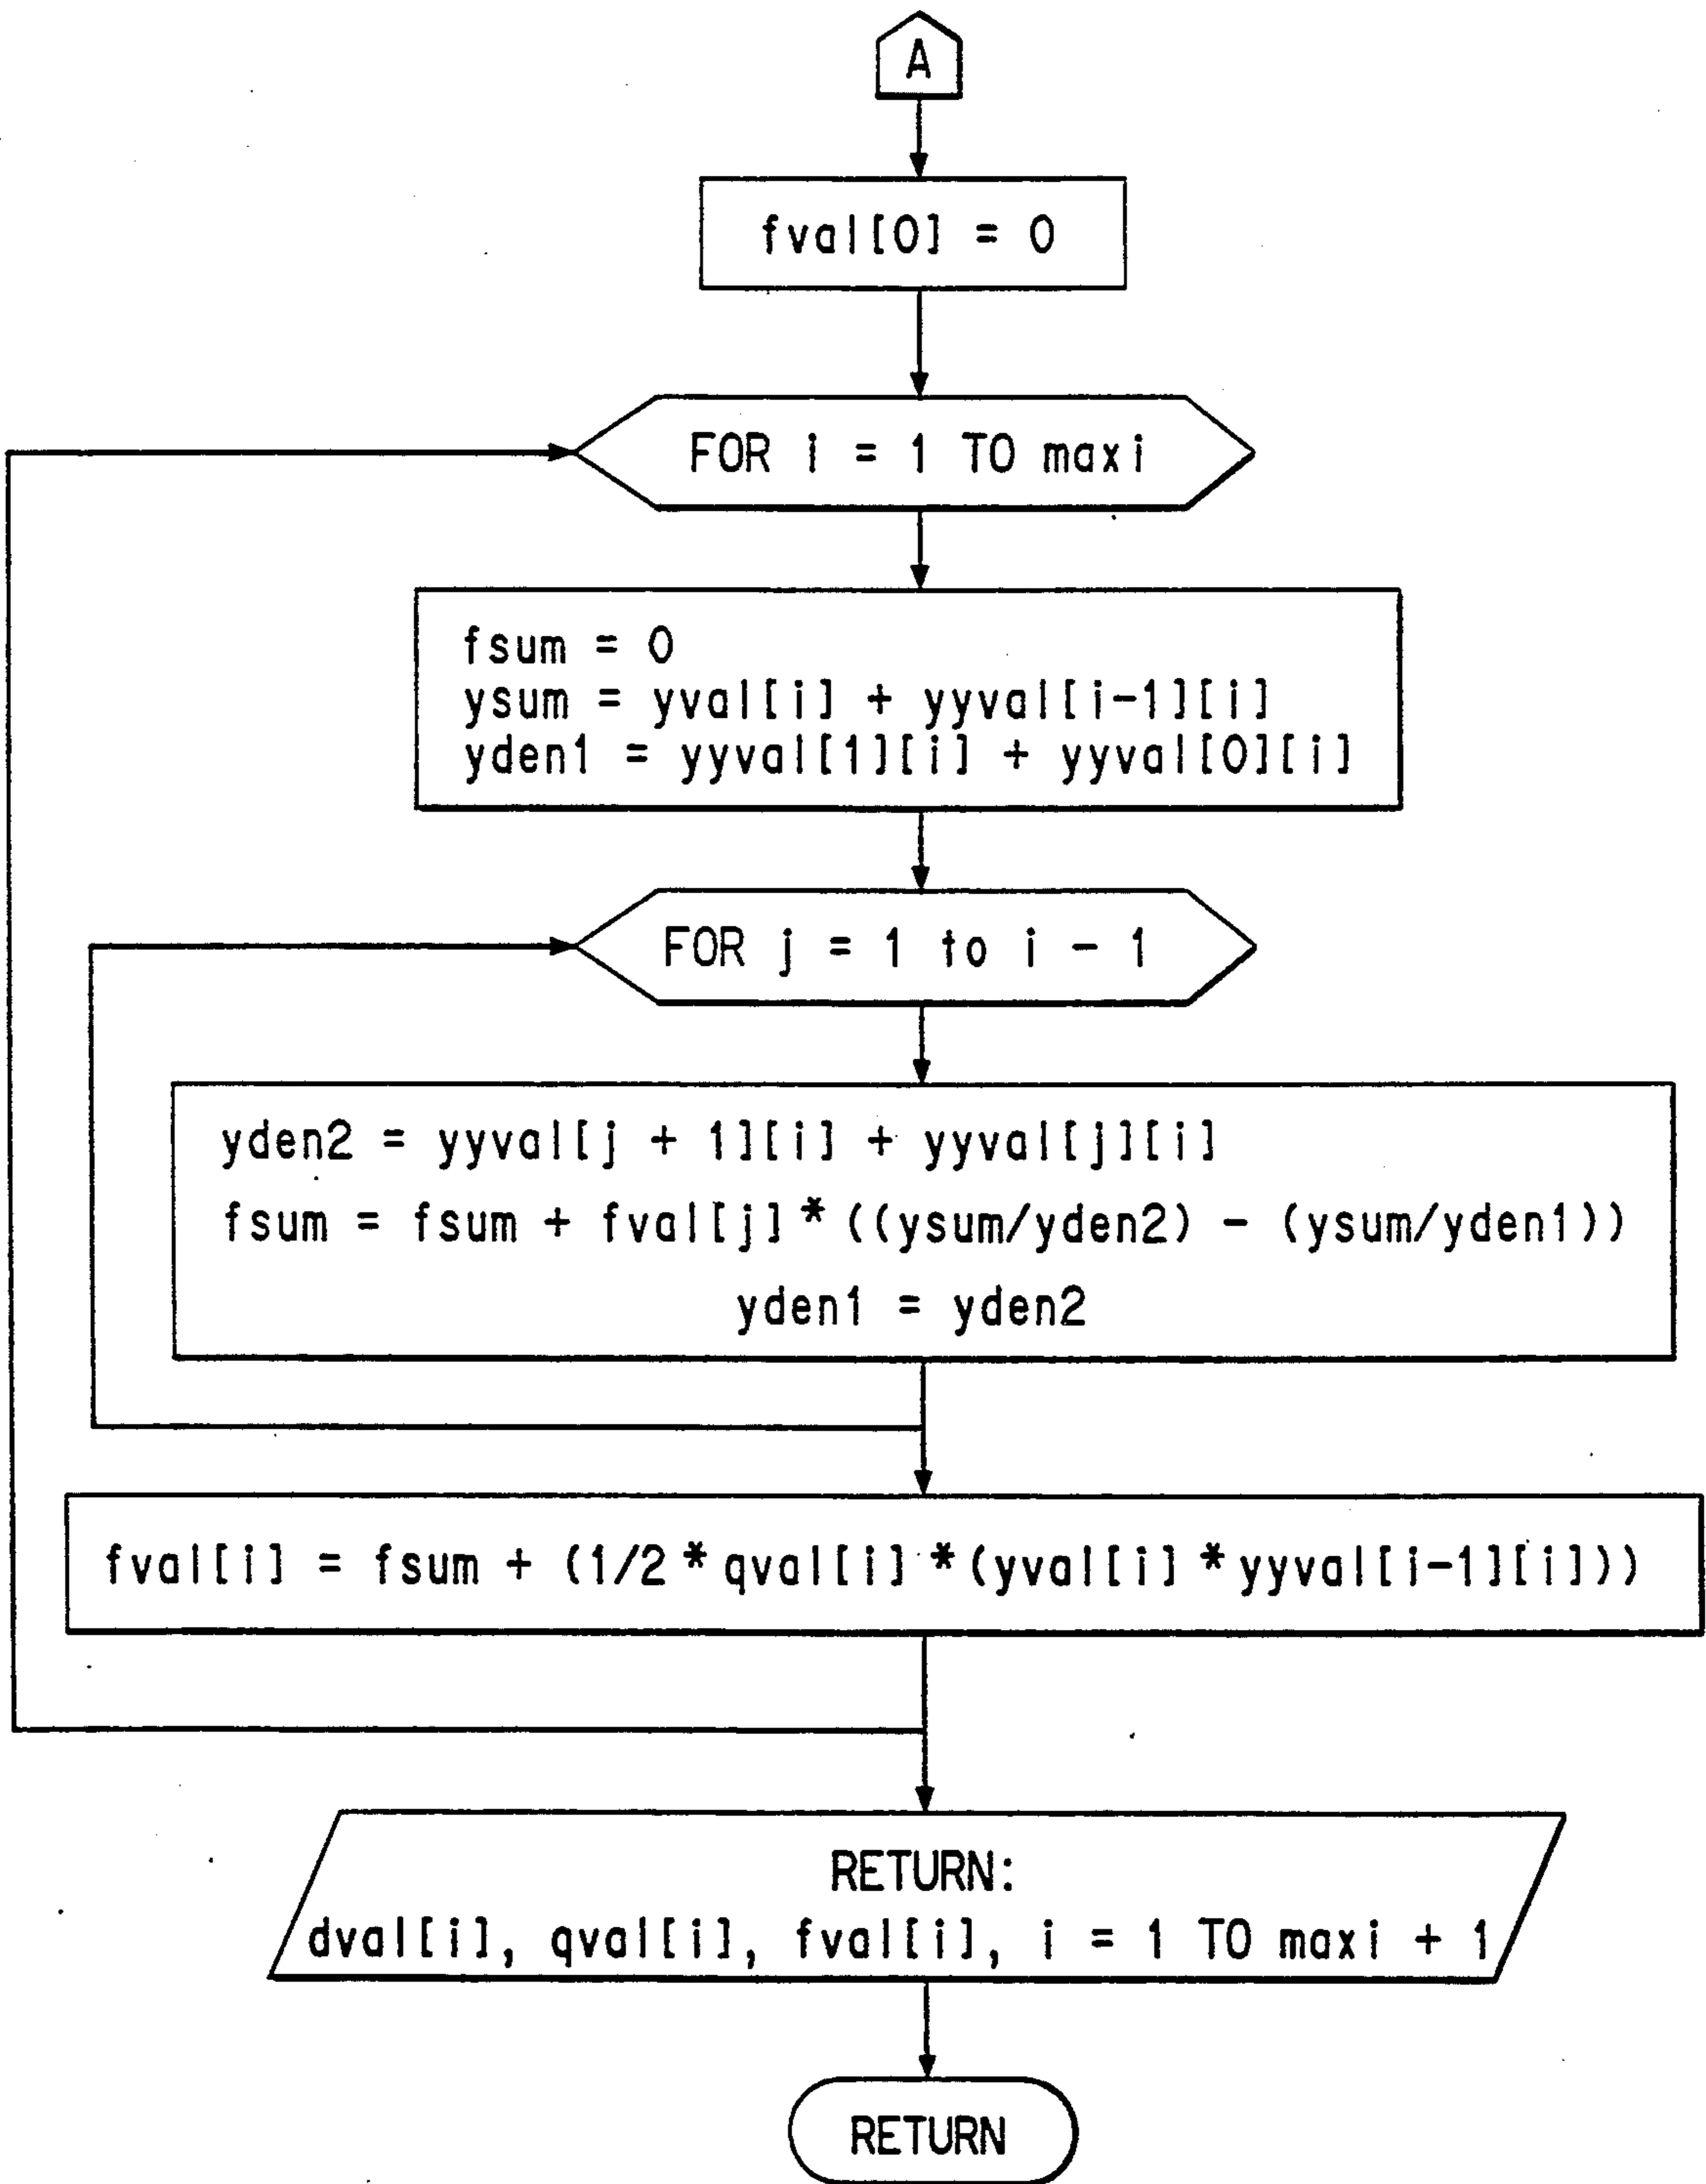 A
fval[0] = 0
FOR i = 1 TO maxi
fsum = 0
ysum = yval[i] + yyval[i-1][i]
yden1 = yyval[1][i] + yyval[0][i]
FOR j = 1 to i - 1
yden2 = yyval[j + 1][i] + yyval[j][i]
fsum = fsum + fval[j] * ((ysum/yden2) - (ysum/yden1))
yden1 = yden2
fval[i] = fsum + (1/2 * qval[i] * (yval[i] * yyval[i-1][i]))
RETURN:
dval[i], qval[i], fval[i], i = 1 TO maxi + 1
RETURN